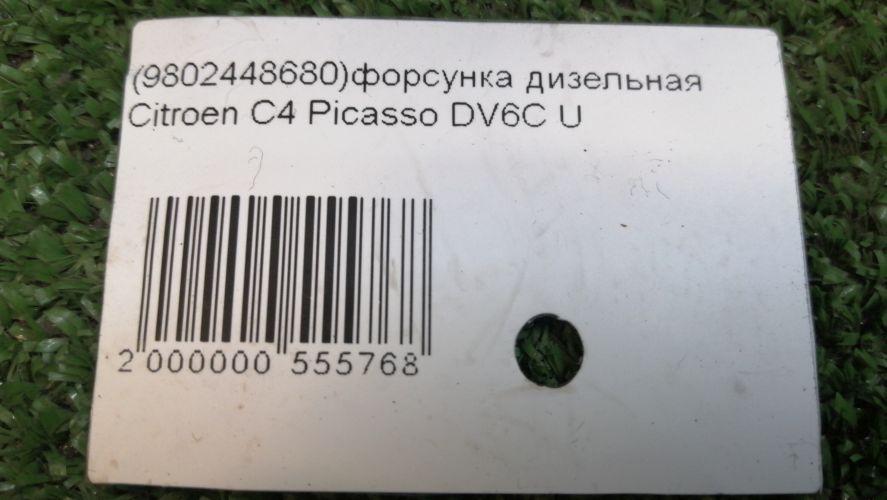 (9802448680)форсунка дизельная
Citroen C4 Picasso DV6C U
2 000000 555768